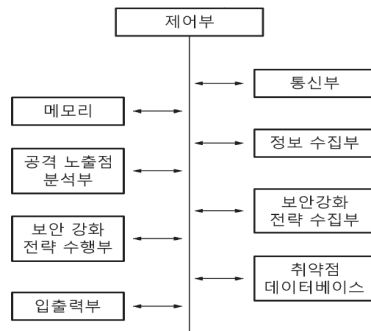 제어부
통신부
메모리
정보 수집부
공격 노출점
분석부
보안강화
전략 수집부
보안 강화
전략 수행부
취약점
데이터베이스
입출력부